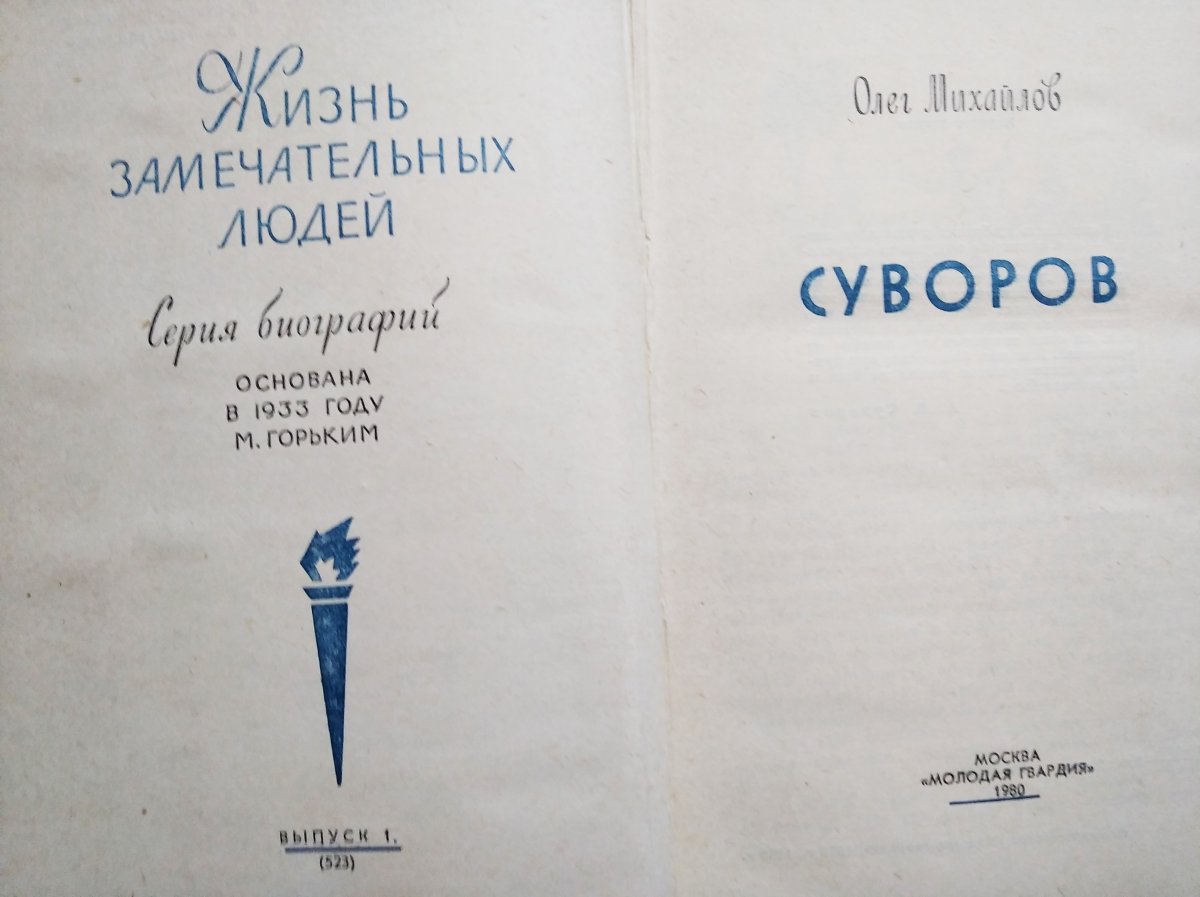 Жизнь
ЗАМЕЧАТЕЛЬНЫХ
ЛЮДЕЙ
Серия биографий
ОСНОВАНА
В 1933 ГОДУ
М. ГОРЬКИМ
ВЫПУСК 1.
(523)
Олег Михайлов
СУВОРОВ
МОСКВА
«МОЛОДАЯ ГВАРДИЯ»
1980